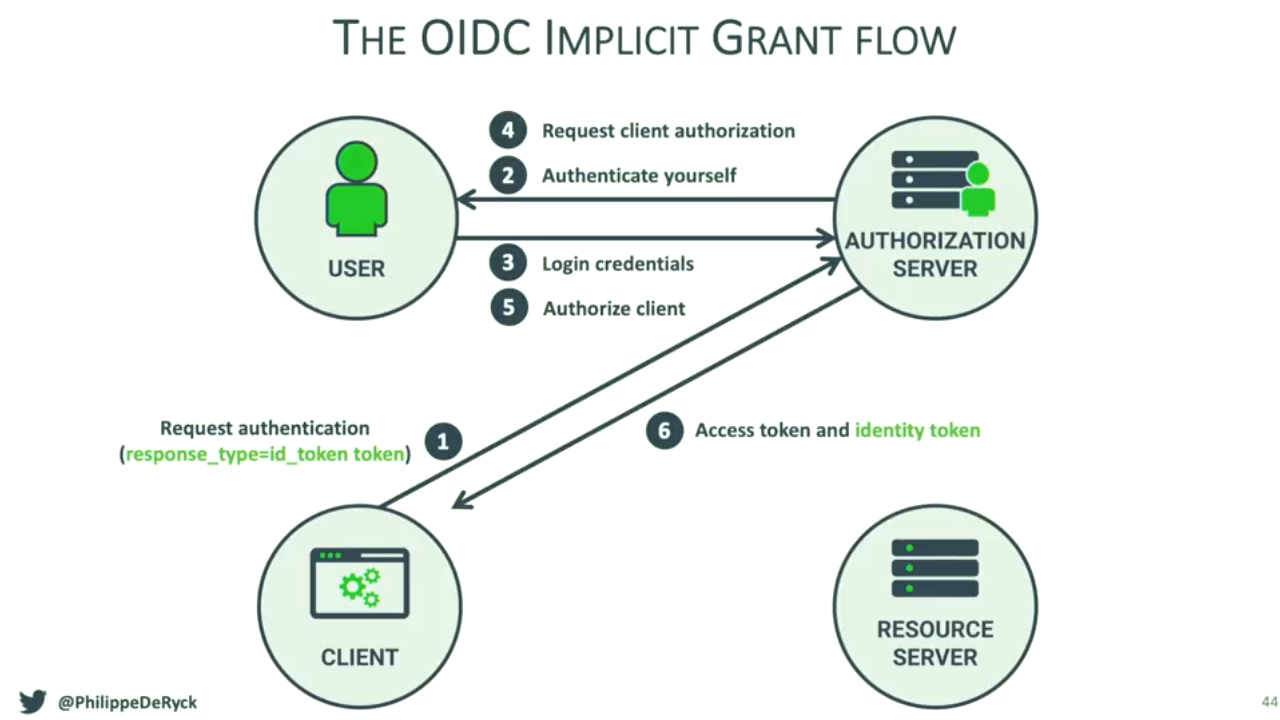 THE OIDC IMPLICIT GRANT FLOW
4 Request client authorization
2 Authenticate yourself
USER
AUTHORIZATION
SERVER
3 Login credentials
5 Authorize client
Request authentication
(response_type=id_token token)
1
6 Access token and identity token
CLIENT
RESOURCE
SERVER
@PhilippeDeRyck
44